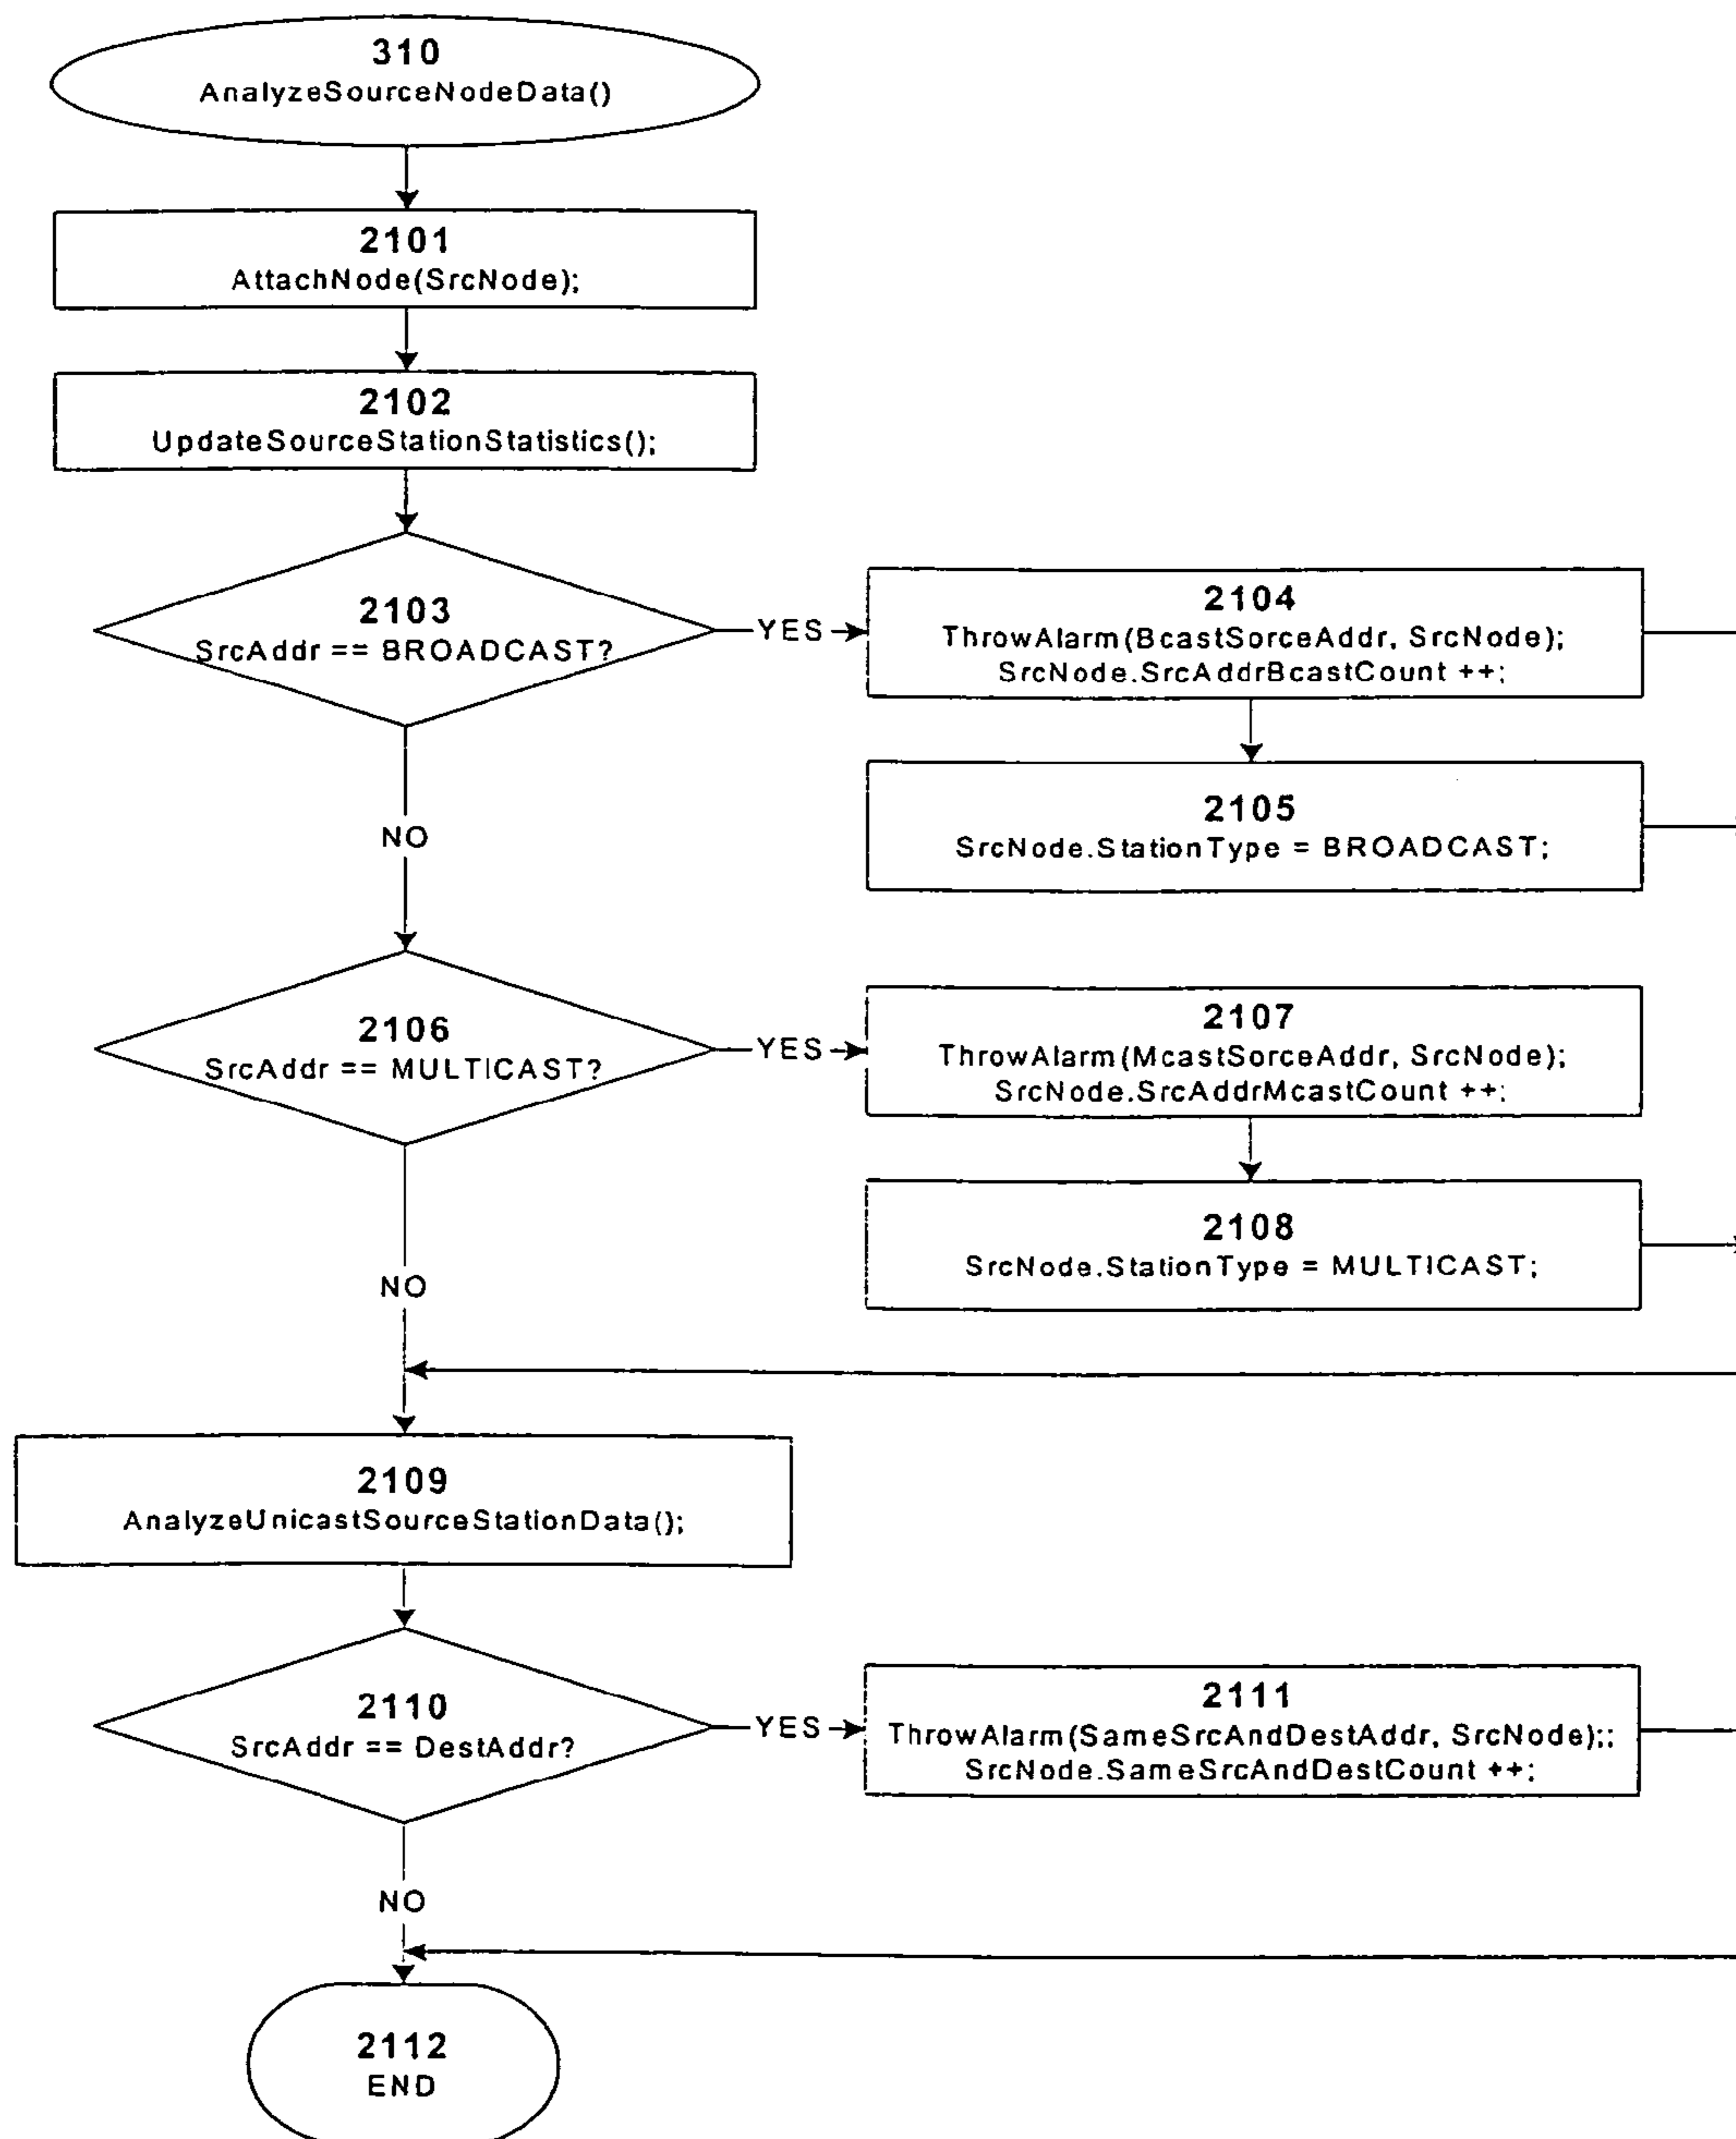 310
AnalyzeSourceNodeData()
2101
AttachNode(SrcNode);
2102
UpdateSourceStationStatistics();
2103
SrcAddr == BROADCAST?
YES
2104
ThrowAlarm(BcastSorceAddr, SrcNode);
SrcNode.SrcAddrBcastCount ++;
2105
SrcNode.StationType = BROADCAST;
NO
2106
SrcAddr == MULTICAST?
YES
2107
ThrowAlarm(McastSorceAddr, SrcNode);
SrcNode.SrcAddrMcastCount ++;
2108
SrcNode.StationType = MULTICAST;
NO
2109
AnalyzeUnicastSourceStationData();
2110
SrcAddr == DestAddr?
YES
2111
ThrowAlarm(SameSrcAndDestAddr, SrcNode);;
SrcNode.SameSrcAndDestCount ++;
NO
2112
END